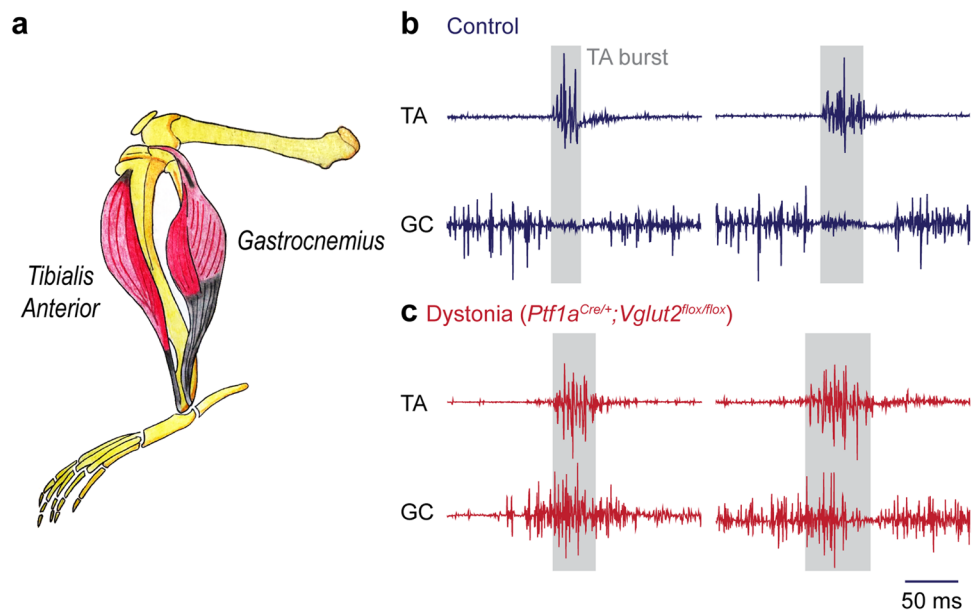 a
Tibialis
Anterior
Gastrocnemius
b Control
TA burst
TA
GC
c Dystonia (Ptf1aCre/+;Vglut2flox/flox)
TA
GC
50 ms